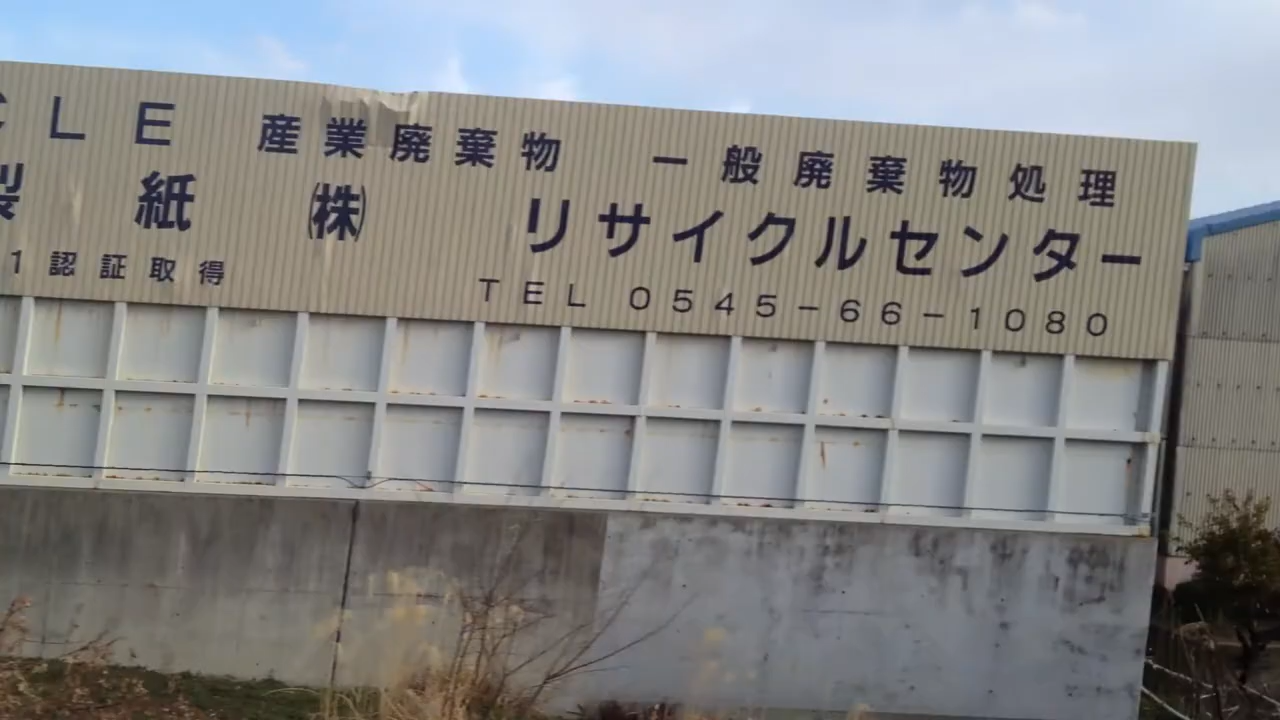 CLE 産業廃棄物 一般廃棄物処理
製 紙 ㈱ リサイクルセンター
1認証取得
TEL 0545-66-1080